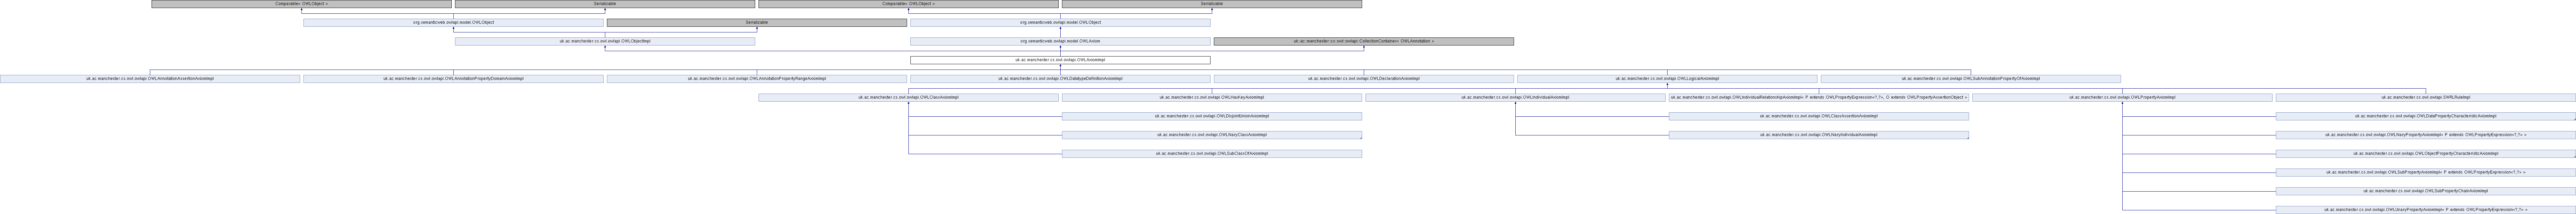 Comparable< OWLObject >
Serializable
Comparable< OWLObject >
Serializable
org.semanticweb.owlapi.model.OWLObject
Serializable
org.semanticweb.owlapi.model.OWLObject
uk.ac.manchester.cs.owl.owlapi.OWLObjectImpl
org.semanticweb.owlapi.model.OWLAxiom
uk.ac.manchester.cs.owl.owlapi.CollectionContainer< OWLAnnotation >
uk.ac.manchester.cs.owl.owlapi.OWLAxiomImpl
uk.ac.manchester.cs.owl.owlapi.OWLAnnotationAssertionAxiomImpl
uk.ac.manchester.cs.owl.owlapi.OWLAnnotationPropertyDomainAxiomImpl
uk.ac.manchester.cs.owl.owlapi.OWLAnnotationPropertyRangeAxiomImpl
uk.ac.manchester.cs.owl.owlapi.OWLDatatypeDefinitionAxiomImpl
uk.ac.manchester.cs.owl.owlapi.OWLDeclarationAxiomImpl
uk.ac.manchester.cs.owl.owlapi.OWLLogicalAxiomImpl
uk.ac.manchester.cs.owl.owlapi.OWLSubAnnotationPropertyOfAxiomImpl
uk.ac.manchester.cs.owl.owlapi.OWLClassAxiomImpl
uk.ac.manchester.cs.owl.owlapi.OWLHasKeyAxiomImpl
uk.ac.manchester.cs.owl.owlapi.OWLIndividualAxiomImpl
uk.ac.manchester.cs.owl.owlapi.OWLIndividualRelationshipAxiomImpl< P extends OWLPropertyExpression<?,?>, O extends OWLPropertyAssertionObject >
uk.ac.manchester.cs.owl.owlapi.OWLPropertyAxiomImpl
uk.ac.manchester.cs.owl.owlapi.SWRLRuleImpl
uk.ac.manchester.cs.owl.owlapi.OWLDisjointUnionAxiomImpl
uk.ac.manchester.cs.owl.owlapi.OWLClassAssertionAxiomImpl
uk.ac.manchester.cs.owl.owlapi.OWLDataPropertyCharacteristicAxiomImpl
uk.ac.manchester.cs.owl.owlapi.OWLNaryClassAxiomImpl
uk.ac.manchester.cs.owl.owlapi.OWLNaryIndividualAxiomImpl
uk.ac.manchester.cs.owl.owlapi.OWLNaryPropertyAxiomImpl< P extends OWLPropertyExpression<?,?> >
uk.ac.manchester.cs.owl.owlapi.OWLSubClassOfAxiomImpl
uk.ac.manchester.cs.owl.owlapi.OWLObjectPropertyCharacteristicAxiomImpl
uk.ac.manchester.cs.owl.owlapi.OWLSubPropertyAxiomImpl< P extends OWLPropertyExpression<?,?> >
uk.ac.manchester.cs.owl.owlapi.OWLSubPropertyChainAxiomImpl
uk.ac.manchester.cs.owl.owlapi.OWLUnaryPropertyAxiomImpl< P extends OWLPropertyExpression<?,?> >